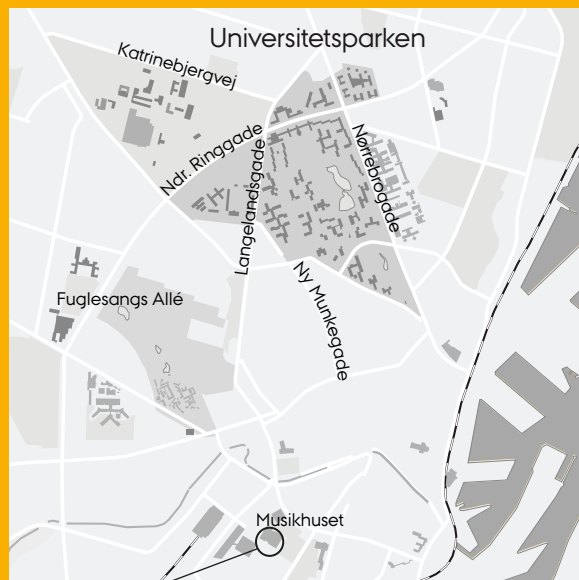 Universitetsparken
Katrinebjergvej
Ndr. Ringgade
Nørrebrogade
Langelandsgade
Ny Munkegade
Fuglesangs Allé
Musikhuset